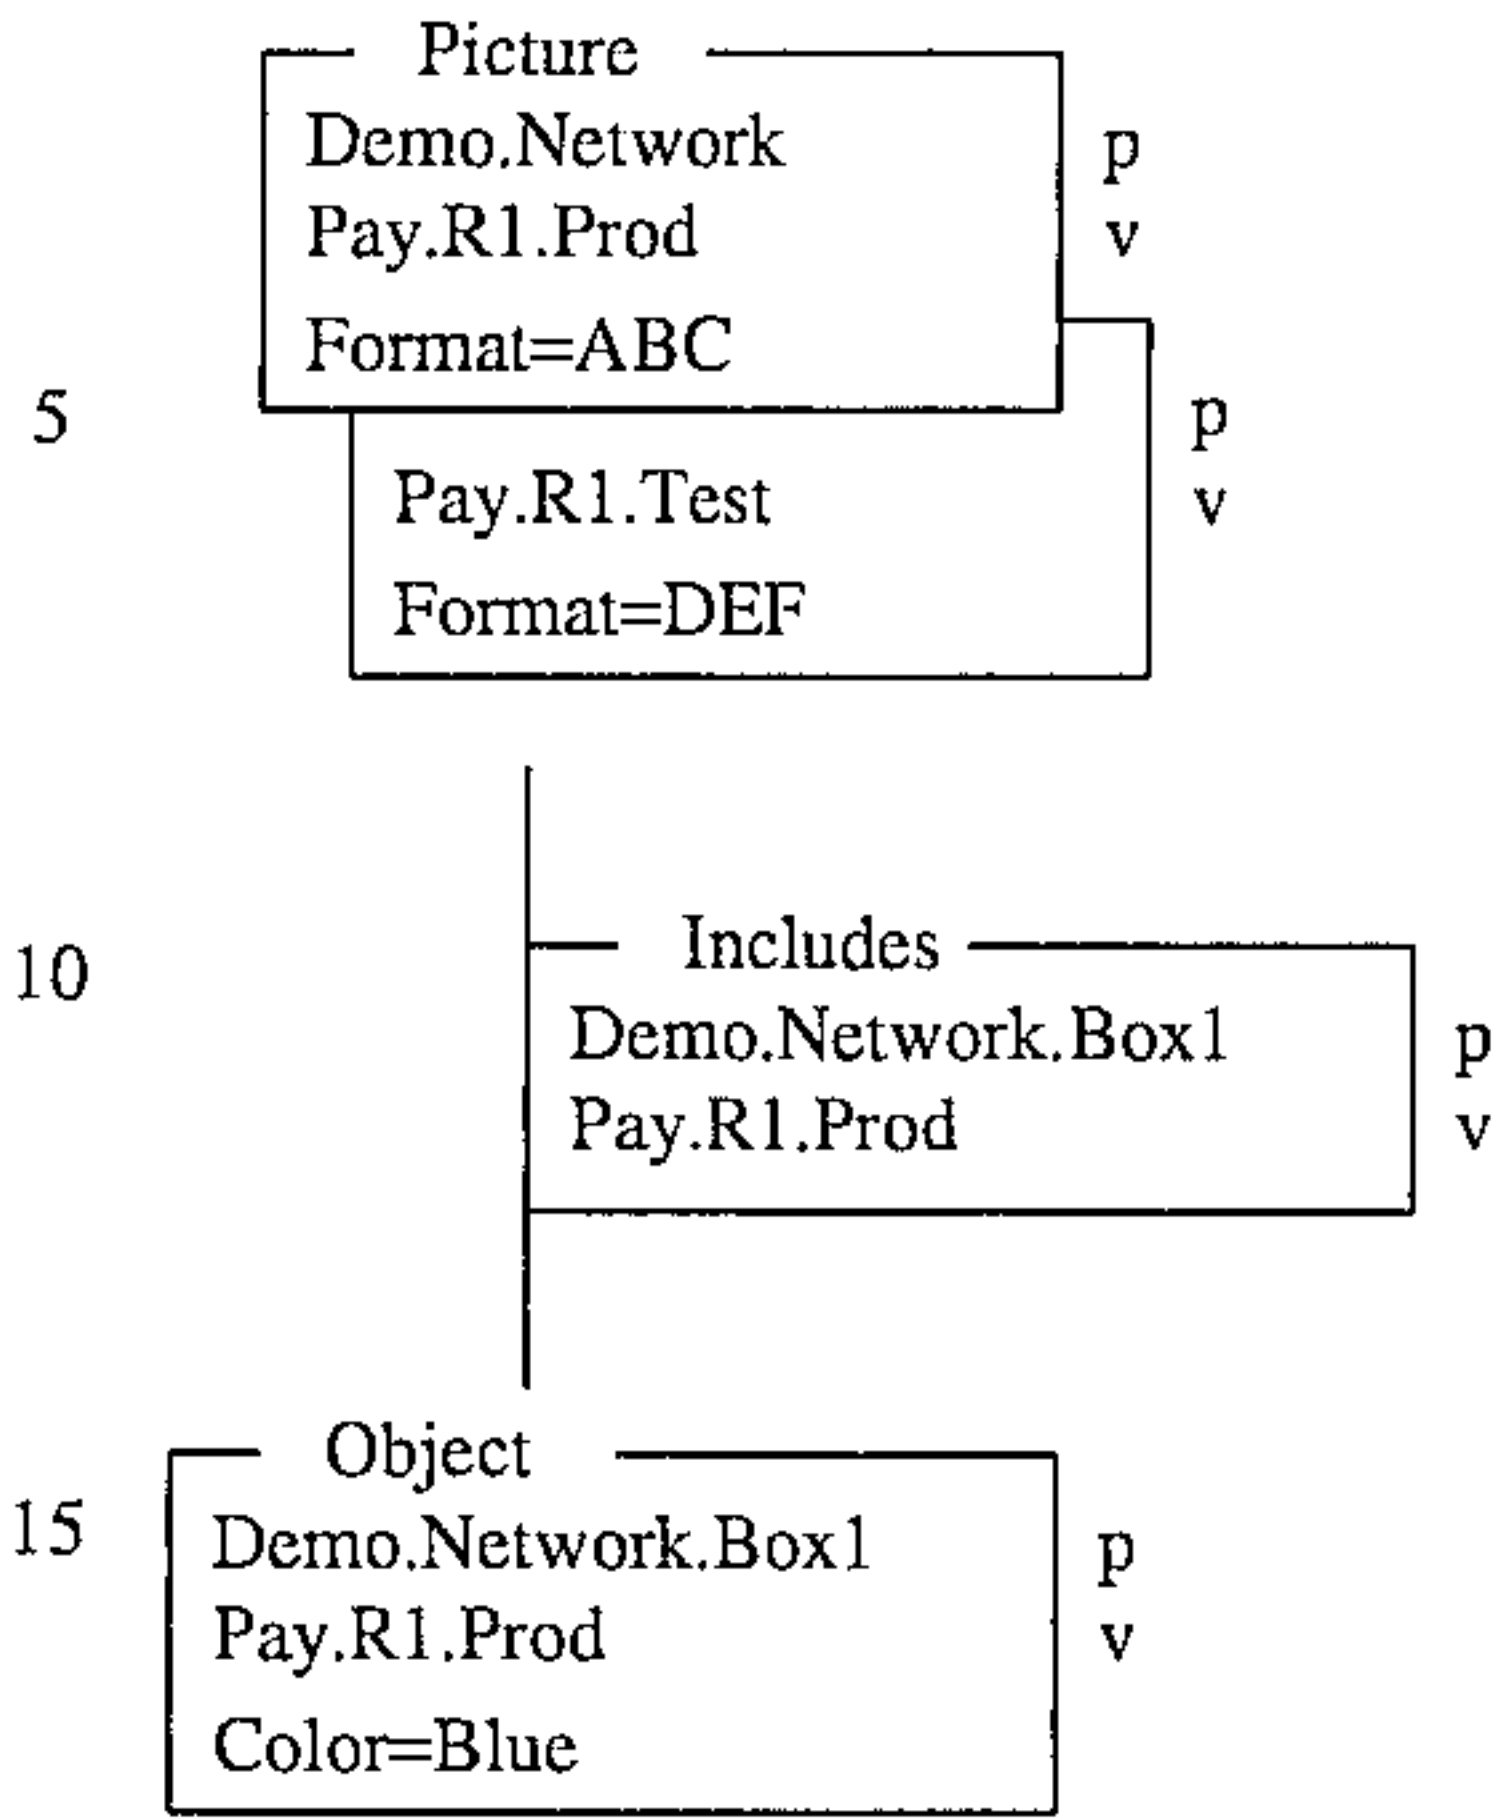 Picture
Demo.Network p
Pay.R1.Prod v
Format=ABC
5 p
Pay.R1.Test v
Format=DEF
10 Includes
Demo.Network.Box1 p
Pay.R1.Prod v
Object
15 Demo.Network.Box1 p
Pay.R1.Prod v
Color=Blue